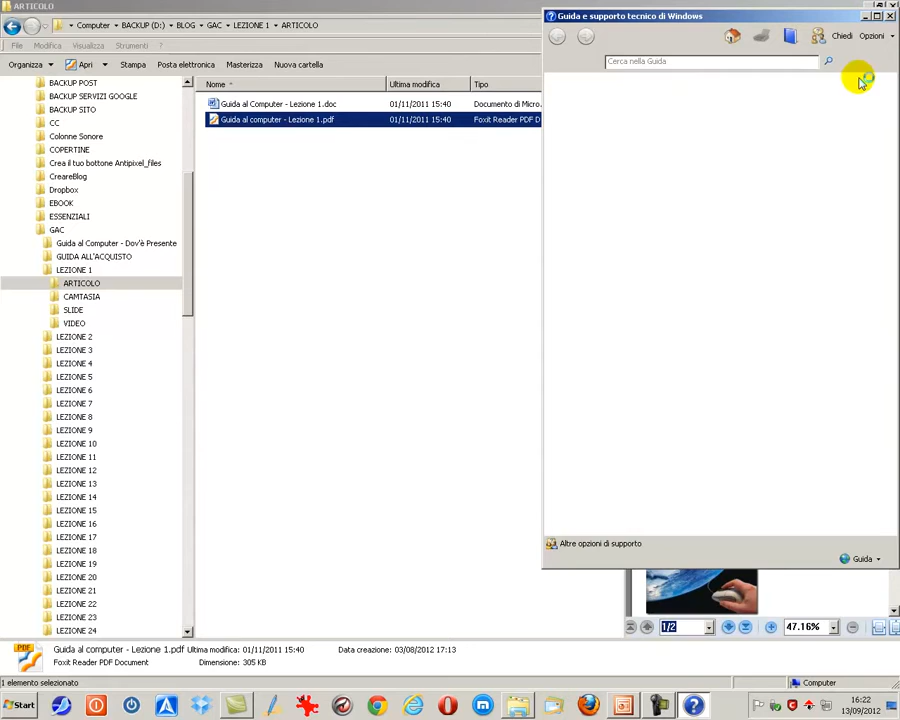 ARTICOLO
Computer ▸ BACKUP (D:) ▸ BLOG ▸ GAC ▸ LEZIONE 1 ▸ ARTICOLO
File Modifica Visualizza Strumenti ?
Organizza Apri Stampa Posta elettronica Masterizza Nuova cartella
BACKUP POST
BACKUP SERVIZI GOOGLE
BACKUP SITO
CC
Colonne Sonore
COPERTINE
Crea il tuo bottone Antipixel_files
CreareBlog
Dropbox
EBOOK
ESSENZIALI
GAC
Guida al Computer - Dov'è Presente
GUIDA ALL'ACQUISTO
LEZIONE 1
ARTICOLO
CAMTASIA
SLIDE
VIDEO
LEZIONE 2
LEZIONE 3
LEZIONE 4
LEZIONE 5
LEZIONE 6
LEZIONE 7
LEZIONE 8
LEZIONE 9
LEZIONE 10
LEZIONE 11
LEZIONE 12
LEZIONE 13
LEZIONE 14
LEZIONE 15
LEZIONE 16
LEZIONE 17
LEZIONE 18
LEZIONE 19
LEZIONE 20
LEZIONE 21
LEZIONE 22
LEZIONE 23
LEZIONE 24
Nome Ultima modifica Tipo
Guida al Computer - Lezione 1.doc 01/11/2011 15:40 Documento di Micro...
Guida al computer - Lezione 1.pdf 01/11/2011 15:40 Foxit Reader PDF D
Guida e supporto tecnico di Windows
Chiedi Opzioni
Cerca nella Guida
Altre opzioni di supporto
Guida
1/2 47.16%
PDF
Guida al computer - Lezione 1.pdf Ultima modifica: 01/11/2011 15:40 Data creazione: 03/08/2012 17:13
Foxit Reader PDF Document Dimensione: 305 KB
1 elemento selezionato Computer
Start
16:22
13/09/2012